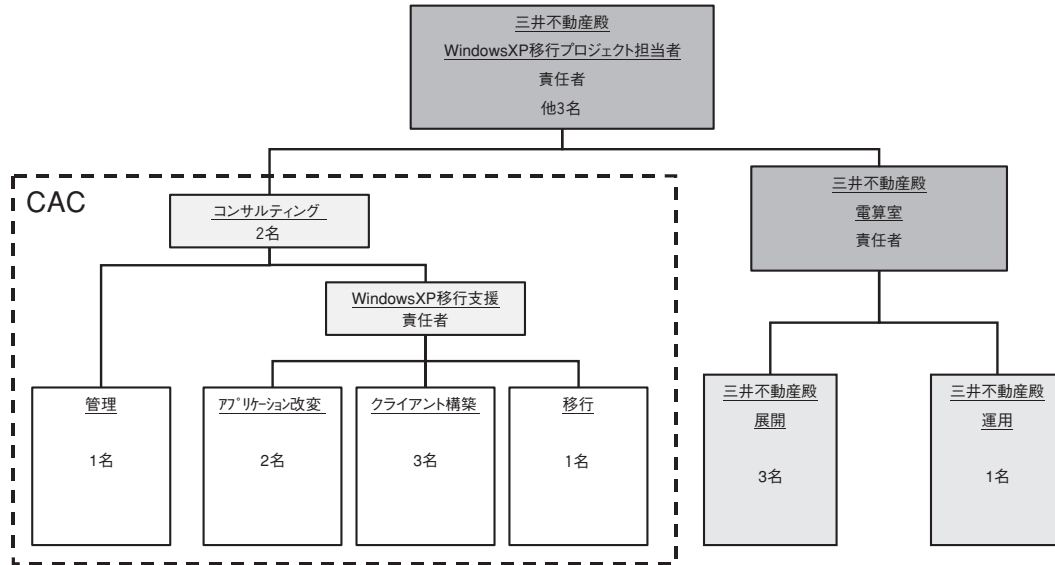 三井不動産殿
WindowsXP移行プロジェクト担当者
責任者
他3名
CAC
コンサルティング
2名
三井不動産殿
電算室
責任者
WindowsXP移行支援
責任者
管理
1名
ｱﾌﾟﾘｹｰｼｮﾝ改変
2名
クライアント構築
3名
移行
1名
三井不動産殿
展開
3名
三井不動産殿
運用
1名